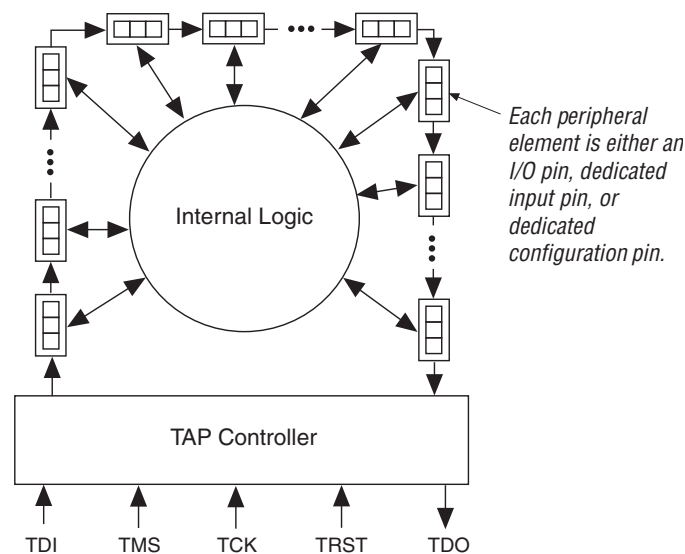 Each peripheral
element is either an
I/O pin, dedicated
input pin, or
dedicated
configuration pin.
Internal Logic
TAP Controller
TDI TMS TCK TRST TDO